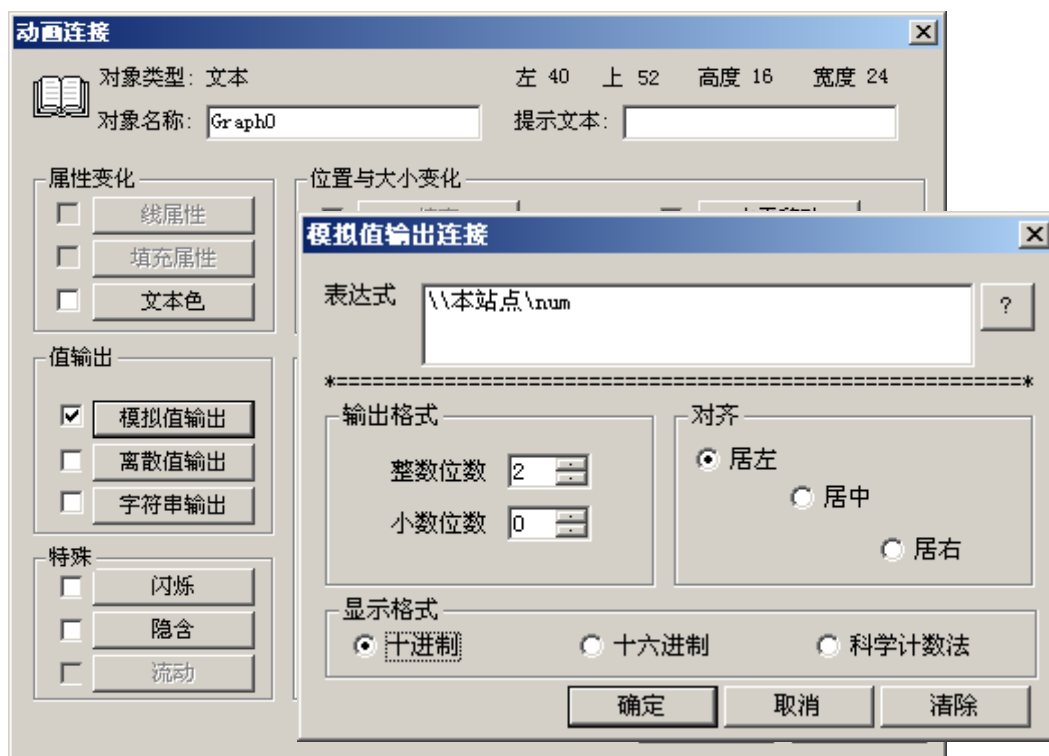 动画连接
对象类型: 文本 左 40 上 52 高度 16 宽度 24
对象名称: Graph0 提示文本:
属性变化
线属性
填充属性
文本色
位置与大小变化
值输出
模拟值输出
离散值输出
字符串输出
特殊
闪烁
隐含
流动
模拟值输出连接
表达式 \\本站点\num ?
*=========================================================*
输出格式
整数位数 2
小数位数 0
对齐
居左
居中
居右
显示格式
十进制 十六进制 科学计数法
确定 取消 清除